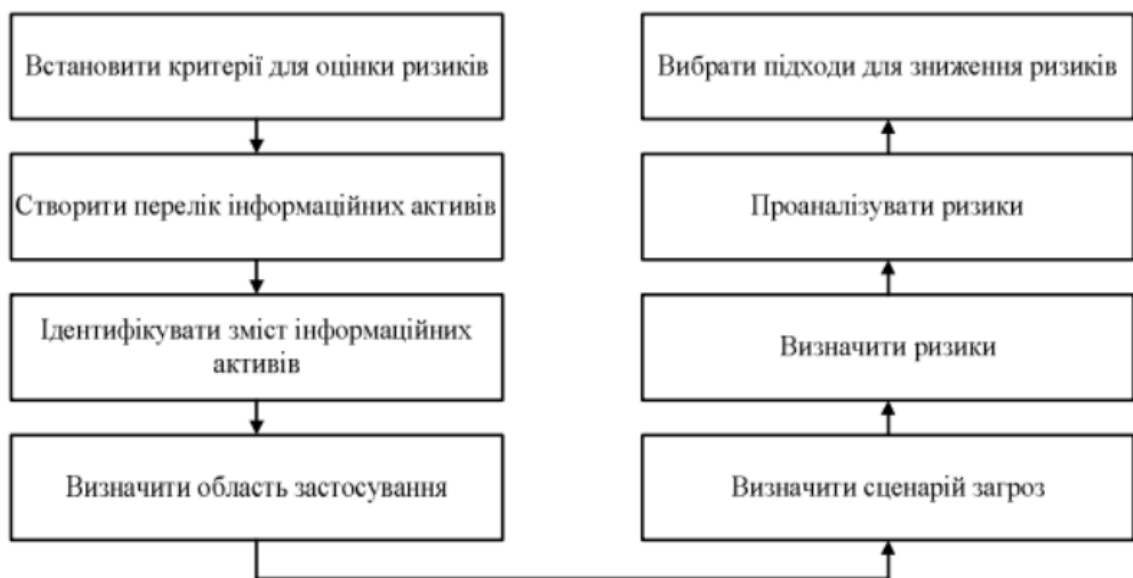 Встановити критерії для оцінки ризиків
Створити перелік інформаційних активів
Ідентифікувати зміст інформаційних
активів
Визначити область застосування
Визначити сценарій загроз
Визначити ризики
Проаналізувати ризики
Вибрати підходи для зниження ризиків